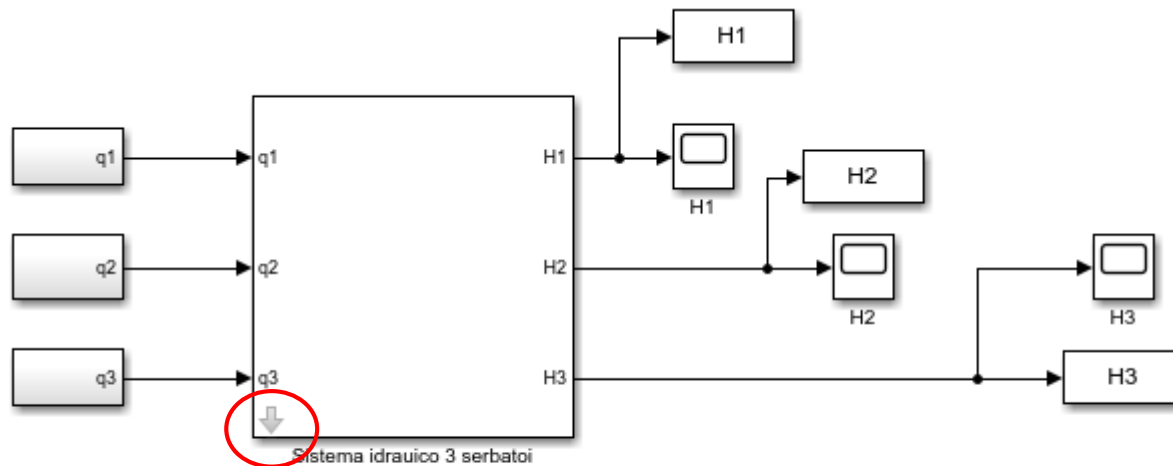 H1
q1
q1
H1
H1
H2
q2
q2
H2
H2
H3
q3
q3
H3
H3
Sistema idrauico 3 serbatoi